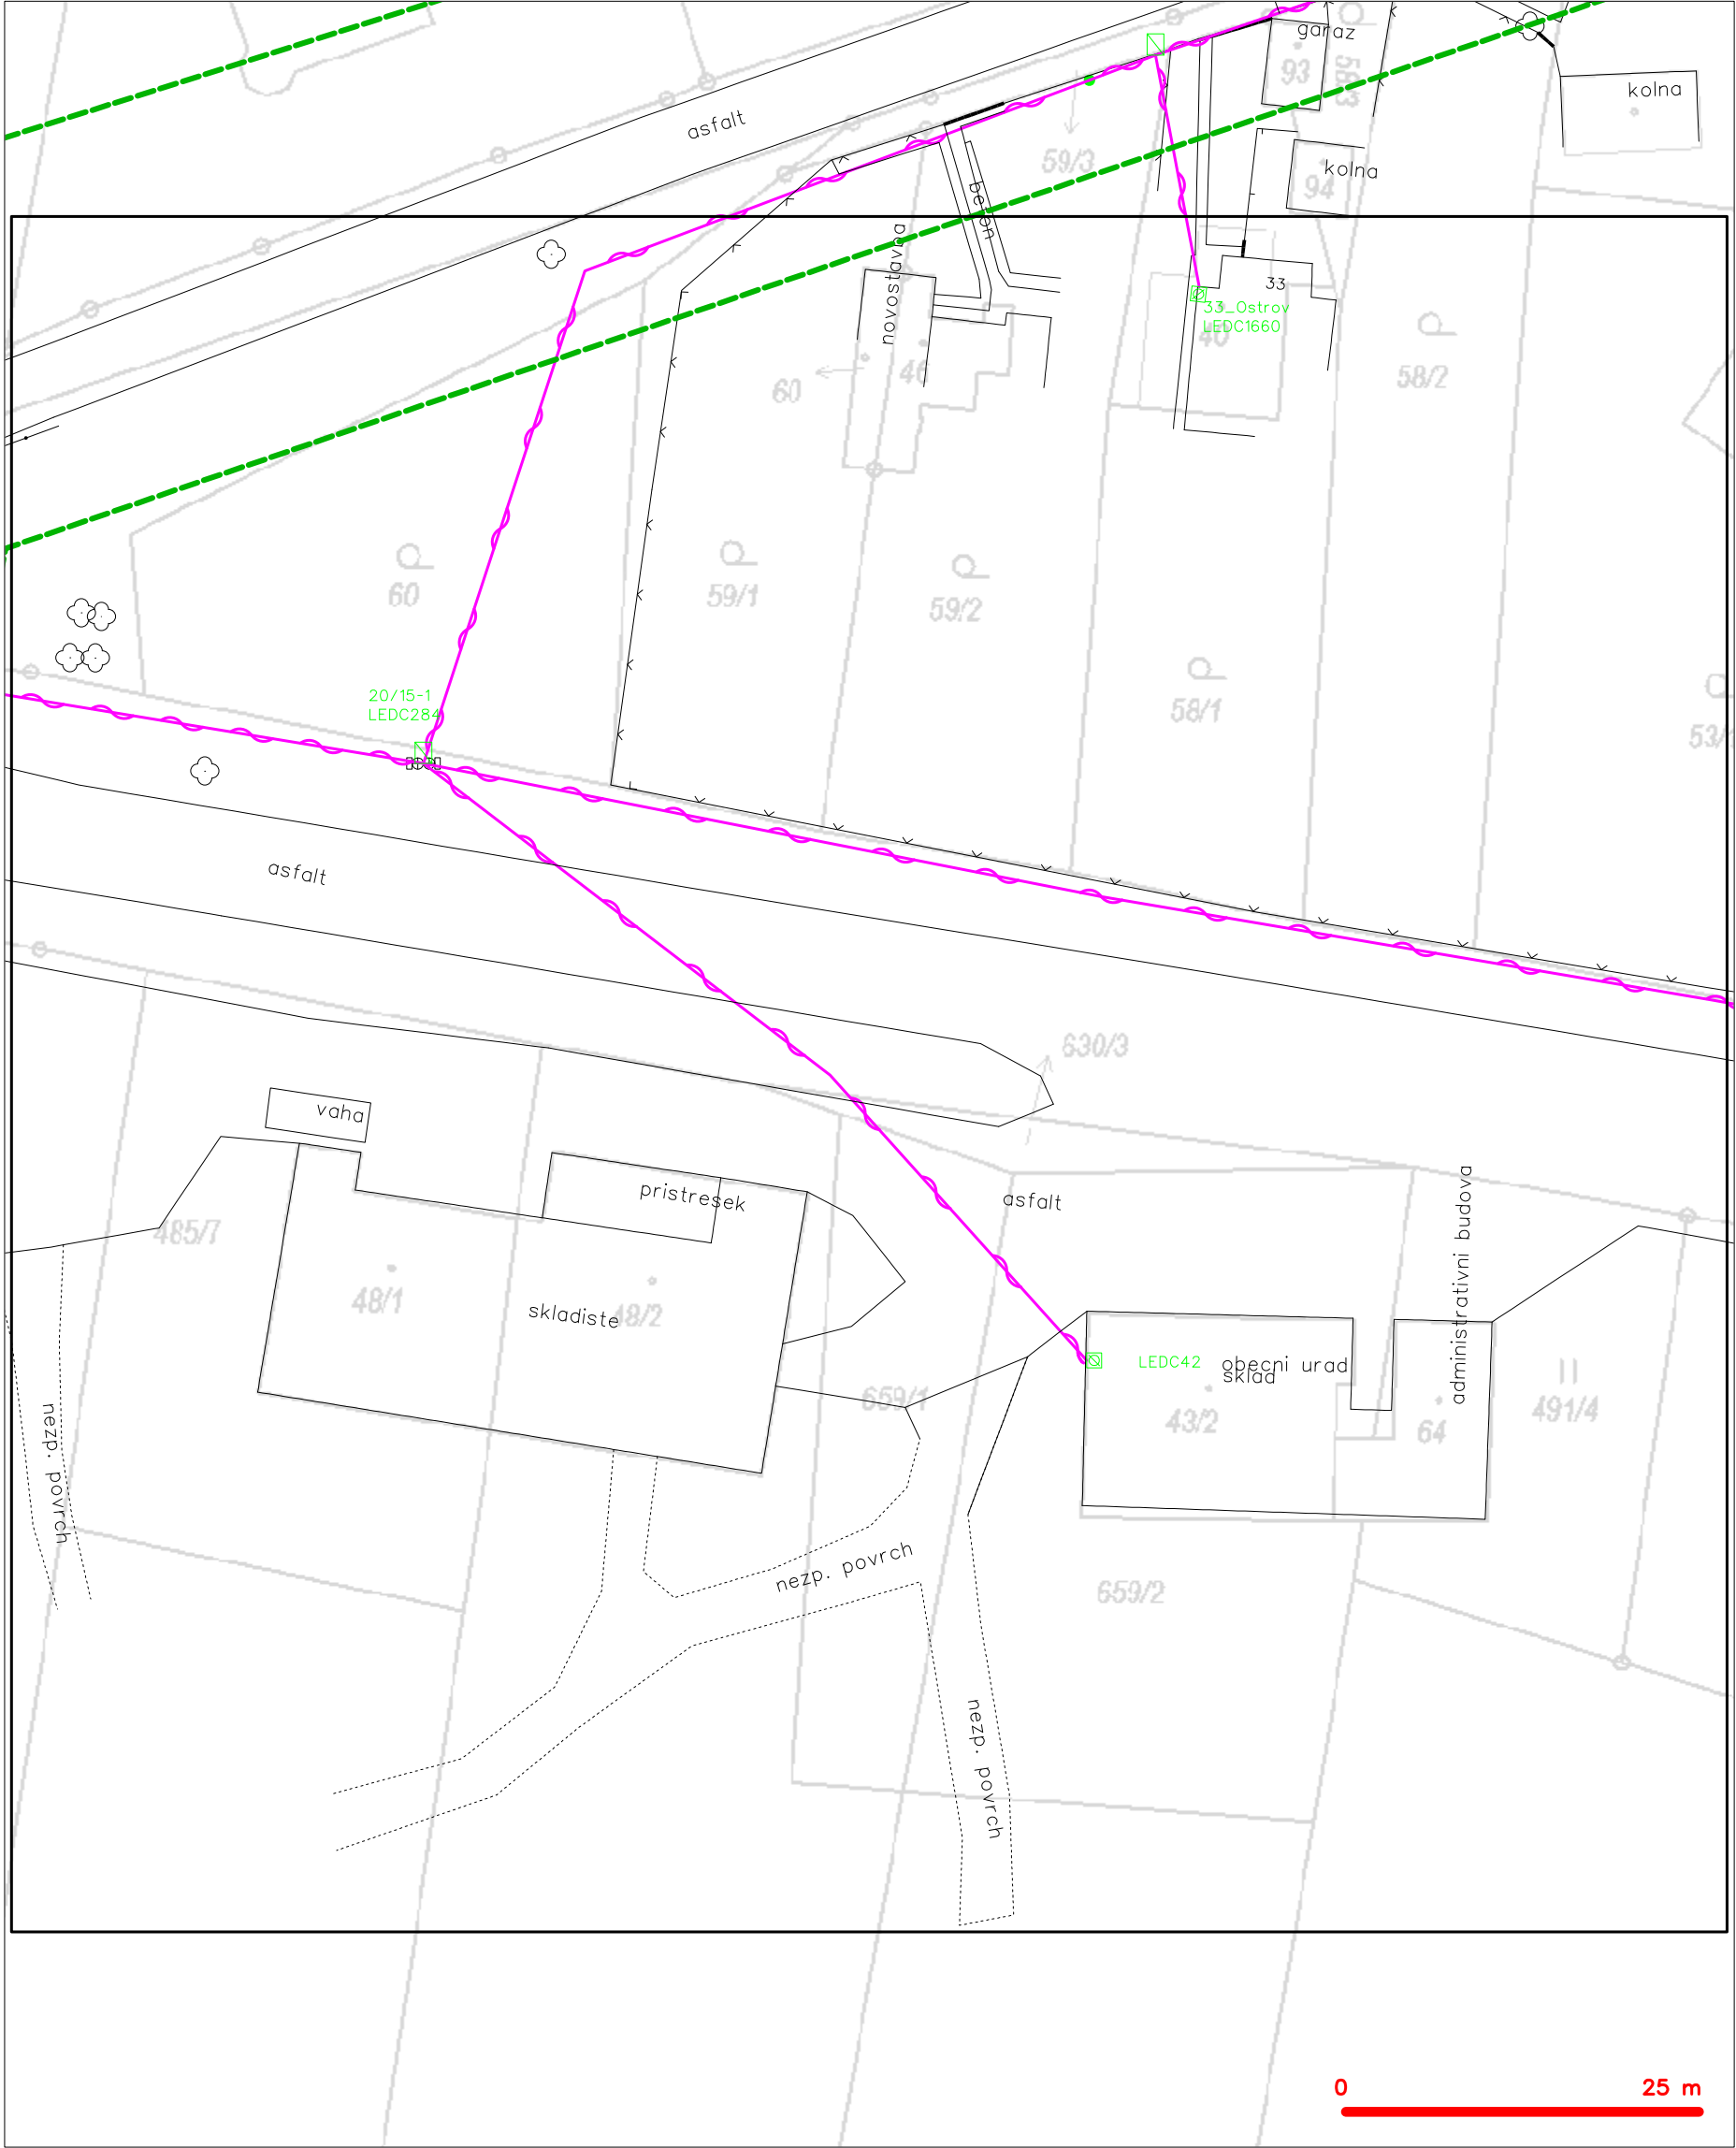 garaz
93
58/3
kolna
asfalt
59/3
kolna
94
beton
novostavba
33
33_Ostrov
LEDC1660
40
46
60
58/2
60
59/1
59/2
58/1
53/
20/15-1
LEDC284
asfalt
630/3
vaha
pristresek
asfalt
administrativni budova
485/7
48/1
skladiste
48/2
LEDC42
obecni urad
sklad
659/1
43/2
64
491/4
nezp. povrch
nezp. povrch
659/2
nezp. povrch
0
25 m